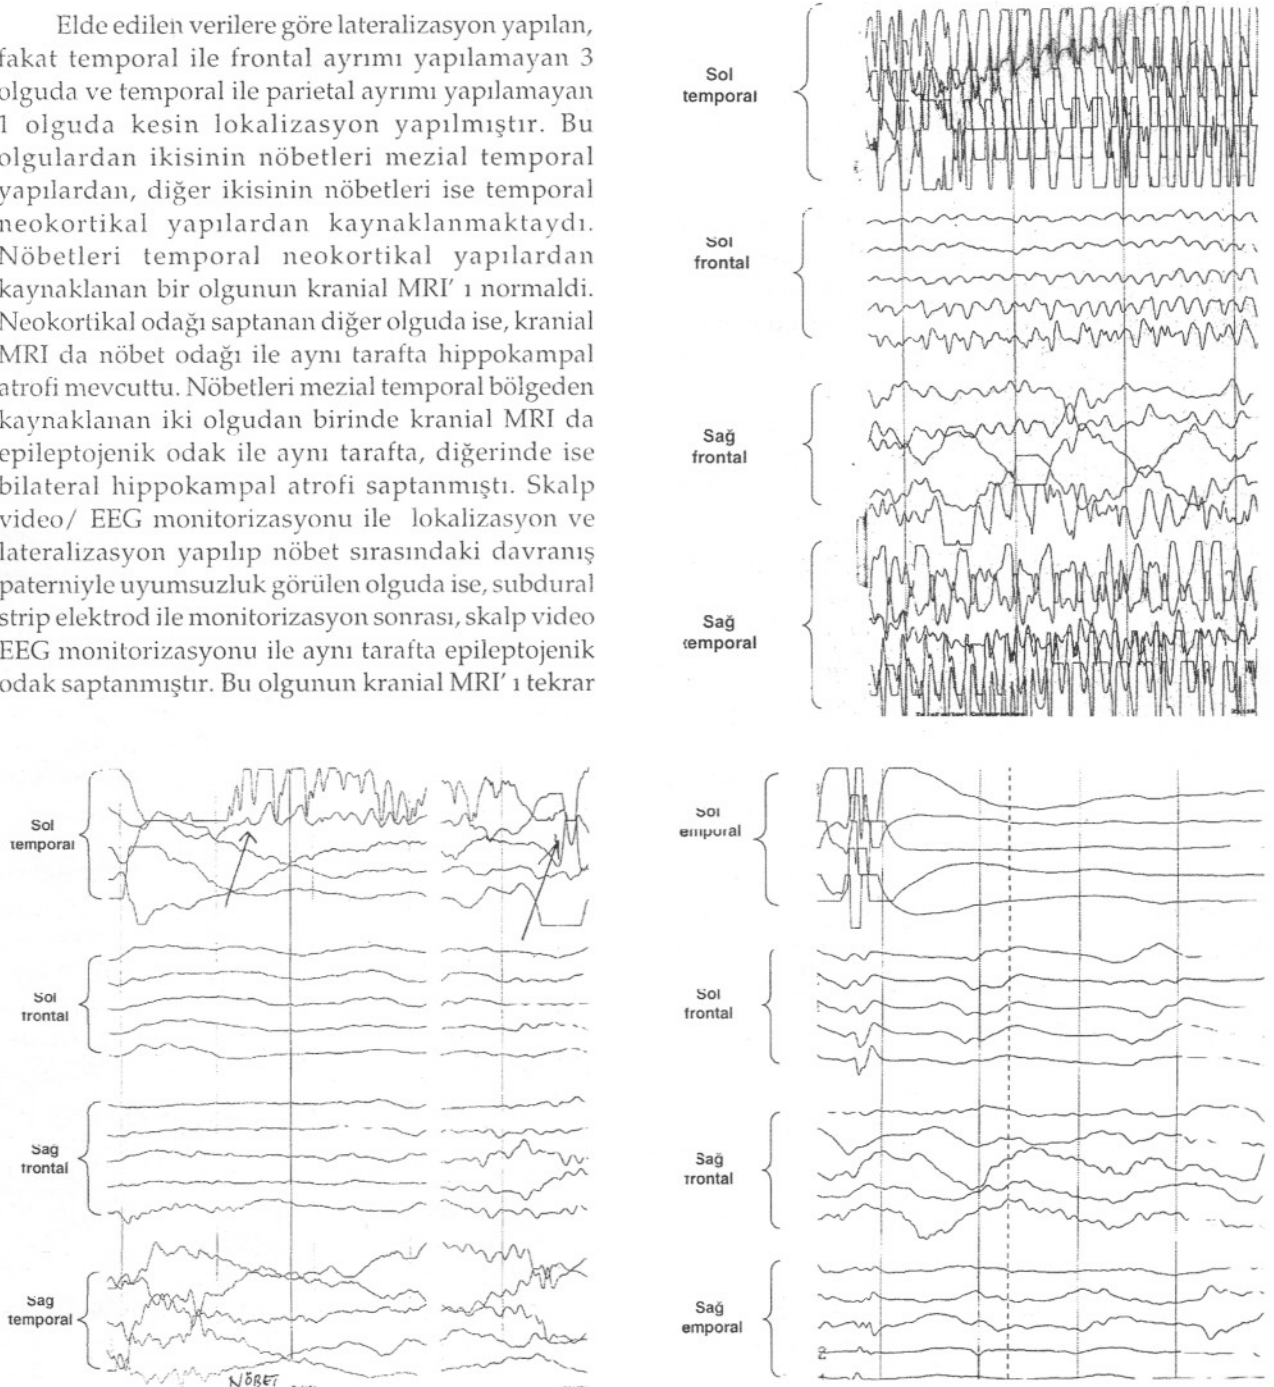 Elde edilen verilere göre lateralizasyon yapılan,
fakat temporal ile frontal ayrımı yapılamayan 3
olguda ve temporal ile parietal ayrımı yapılamayan
1 olguda kesin lokalizasyon yapılmıştır. Bu
olgulardan ikisinin nöbetleri mezial temporal
yapılardan, diğer ikisinin nöbetleri ise temporal
neokortikal yapılardan kaynaklanmaktaydı.
Nöbetleri temporal neokortikal yapılardan
kaynaklanan bir olgunun kranial MRI' ı normaldi.
Neokortikal odağı saptanan diğer olguda ise, kranial
MRI da nöbet odağı ile aynı tarafta hippokampal
atrofi mevcuttu. Nöbetleri mezial temporal bölgeden
kaynaklanan iki olgudan birinde kranial MRI da
epileptojenik odak ile aynı tarafta, diğerinde ise
bilateral hippokampal atrofi saptanmıştı. Skalp
video/ EEG monitorizasyonu ile lokalizasyon ve
lateralizasyon yapılıp nöbet sırasındaki davranış
paterniyle uyumsuzluk görülen olguda ise, subdural
strip elektrod ile monitorizasyon sonrası, skalp video
EEG monitorizasyonu ile aynı tarafta epileptojenik
odak saptanmıştır. Bu olgunun kranial MRI' ı tekrar
Sol
temporal
Sol
frontal
Sağ
frontal
Sağ
temporal
Sol
temporal
Sol
frontal
Sağ
frontal
Sağ
temporal
NÖBET
Sol
emporal
Sol
frontal
Sağ
frontal
Sağ
emporal
2